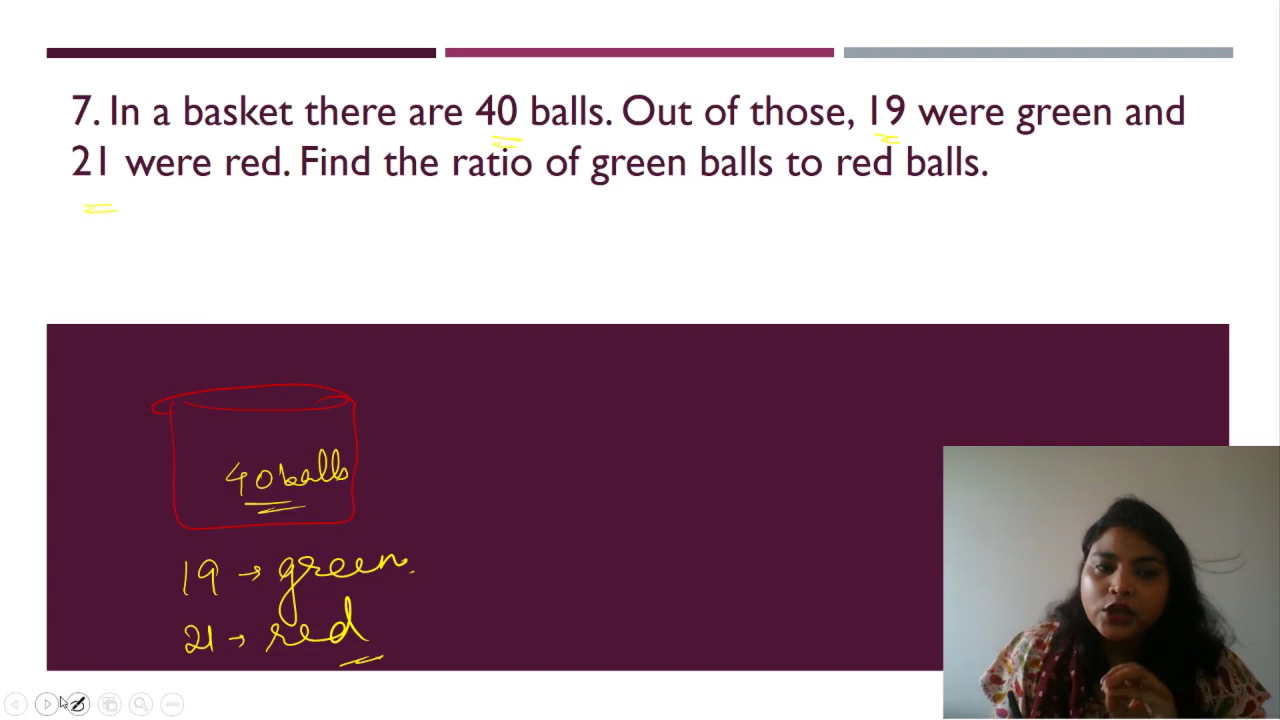 7. In a basket there are 40 balls. Out of those, 19 were green and
21 were red. Find the ratio of green balls to red balls.
40 balls
19 → green.
21 → red